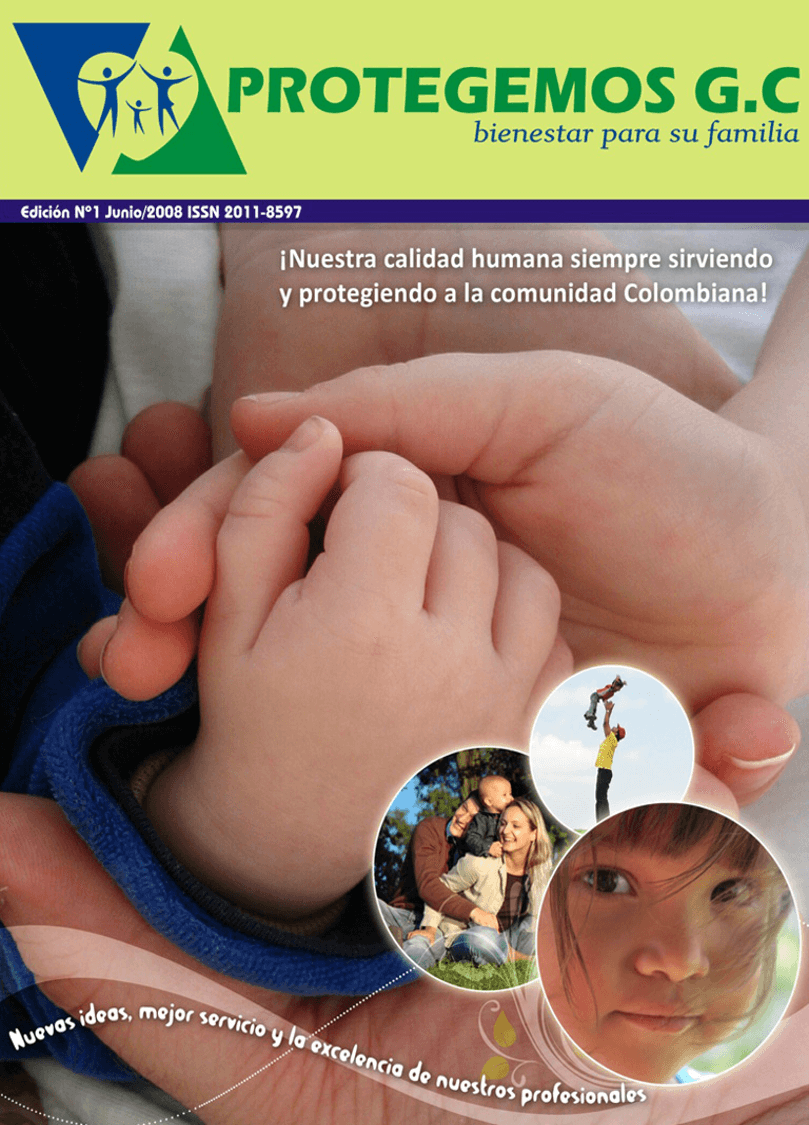 PROTEGEMOS G.C
bienestar para su familia
Edición Nº1 Junio/2008 ISSN 2011-8597
¡Nuestra calidad humana siempre sirviendo
y protegiendo a la comunidad Colombiana!
Nuevas ideas, mejor servicio y la excelencia de nuestros profesionales